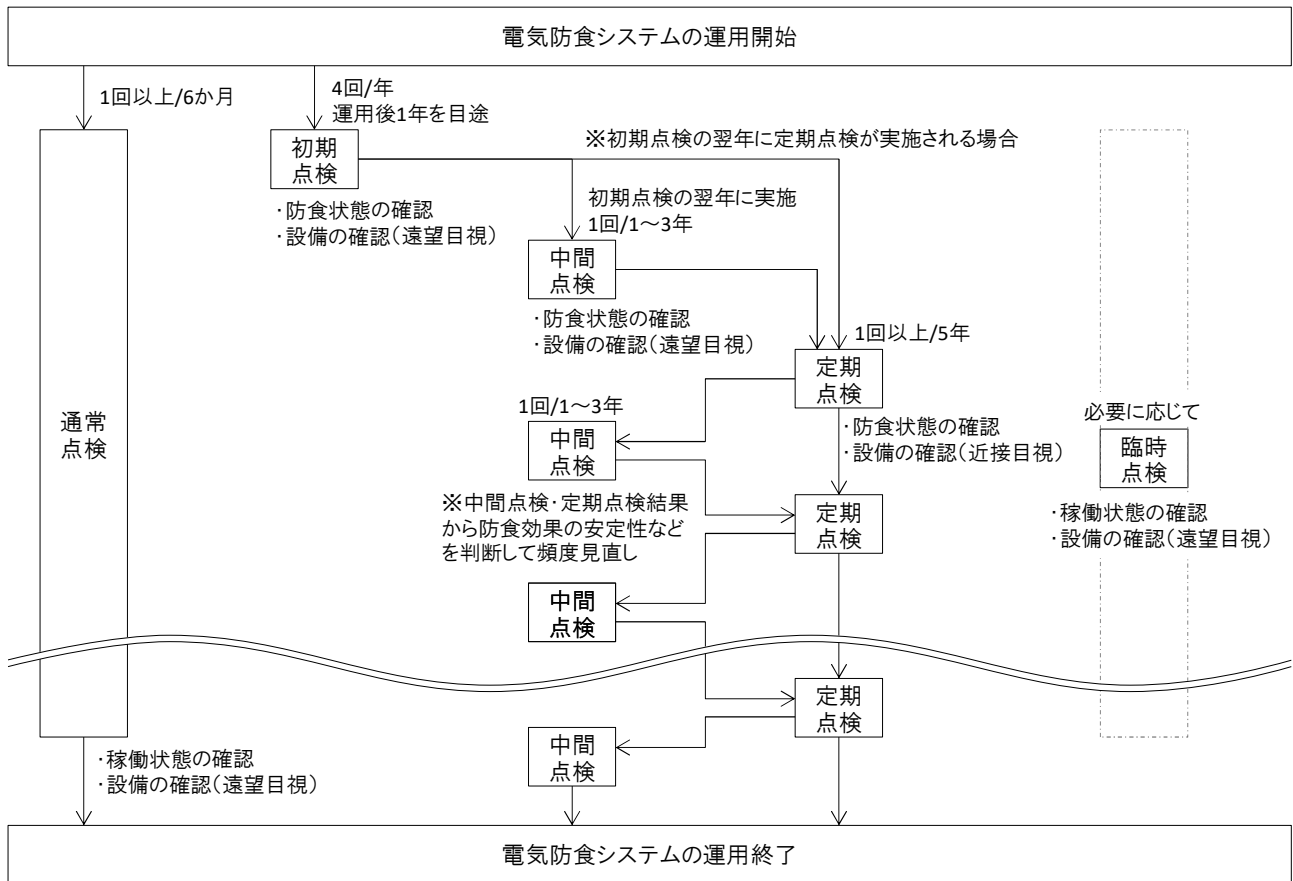 電気防食システムの運用開始
1回以上/6か月
4回/年
運用後1年を目途
初期
点検
※初期点検の翌年に定期点検が実施される場合
・防食状態の確認
・設備の確認（遠望目視）
初期点検の翌年に実施
1回/1～3年
中間
点検
・防食状態の確認
・設備の確認（遠望目視）
1回以上/5年
定期
点検
・防食状態の確認
・設備の確認（近接目視）
通常
点検
1回/1～3年
中間
点検
必要に応じて
臨時
点検
・稼働状態の確認
・設備の確認（遠望目視）
※中間点検・定期点検結果
から防食効果の安定性など
を判断して頻度見直し
定期
点検
中間
点検
定期
点検
中間
点検
・稼働状態の確認
・設備の確認（遠望目視）
電気防食システムの運用終了